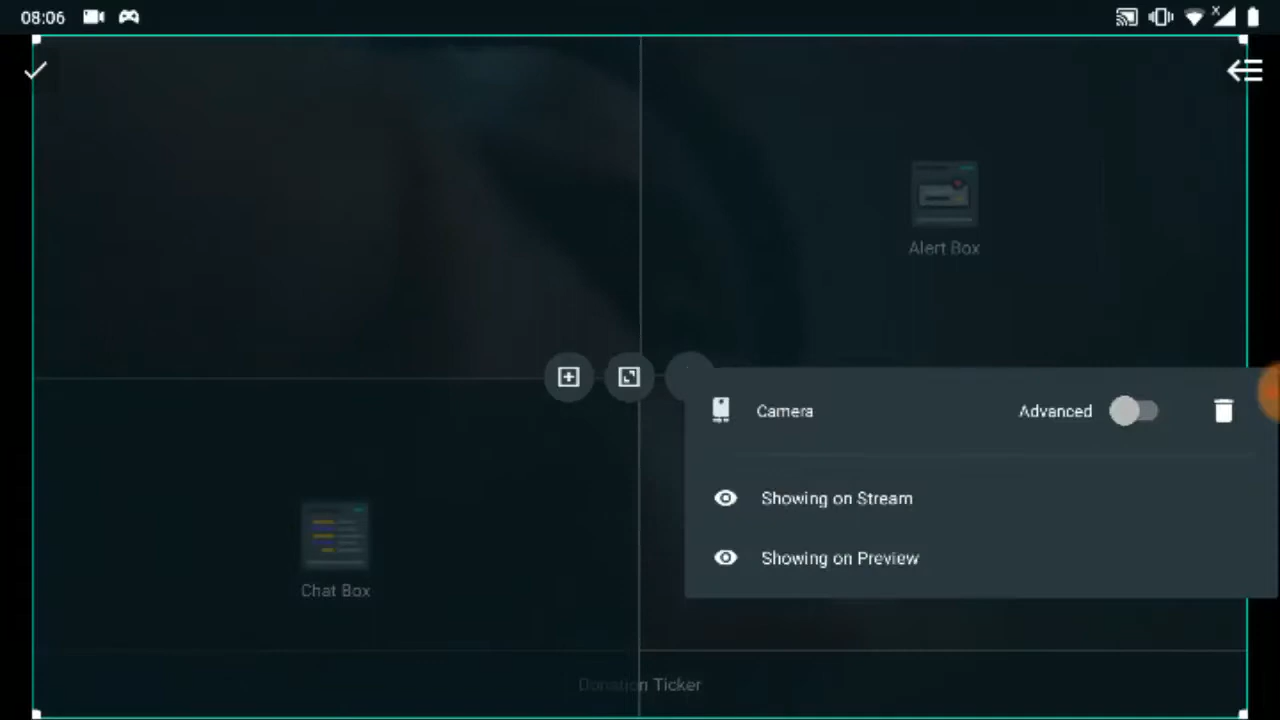 08:06
Alert Box
Camera
Advanced
Showing on Stream
Showing on Preview
Chat Box
Donation Ticker